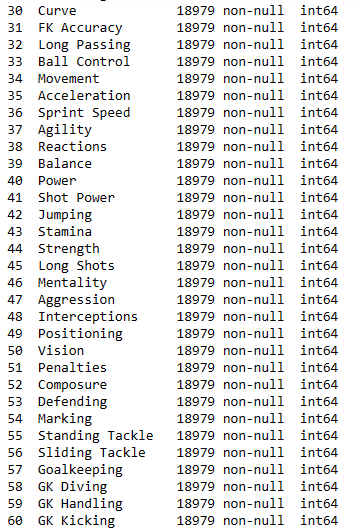 30 Curve 18979 non-null int64
31 FK Accuracy 18979 non-null int64
32 Long Passing 18979 non-null int64
33 Ball Control 18979 non-null int64
34 Movement 18979 non-null int64
35 Acceleration 18979 non-null int64
36 Sprint Speed 18979 non-null int64
37 Agility 18979 non-null int64
38 Reactions 18979 non-null int64
39 Balance 18979 non-null int64
40 Power 18979 non-null int64
41 Shot Power 18979 non-null int64
42 Jumping 18979 non-null int64
43 Stamina 18979 non-null int64
44 Strength 18979 non-null int64
45 Long Shots 18979 non-null int64
46 Mentality 18979 non-null int64
47 Aggression 18979 non-null int64
48 Interceptions 18979 non-null int64
49 Positioning 18979 non-null int64
50 Vision 18979 non-null int64
51 Penalties 18979 non-null int64
52 Composure 18979 non-null int64
53 Defending 18979 non-null int64
54 Marking 18979 non-null int64
55 Standing Tackle 18979 non-null int64
56 Sliding Tackle 18979 non-null int64
57 Goalkeeping 18979 non-null int64
58 GK Diving 18979 non-null int64
59 GK Handling 18979 non-null int64
60 GK Kicking 18979 non-null int64